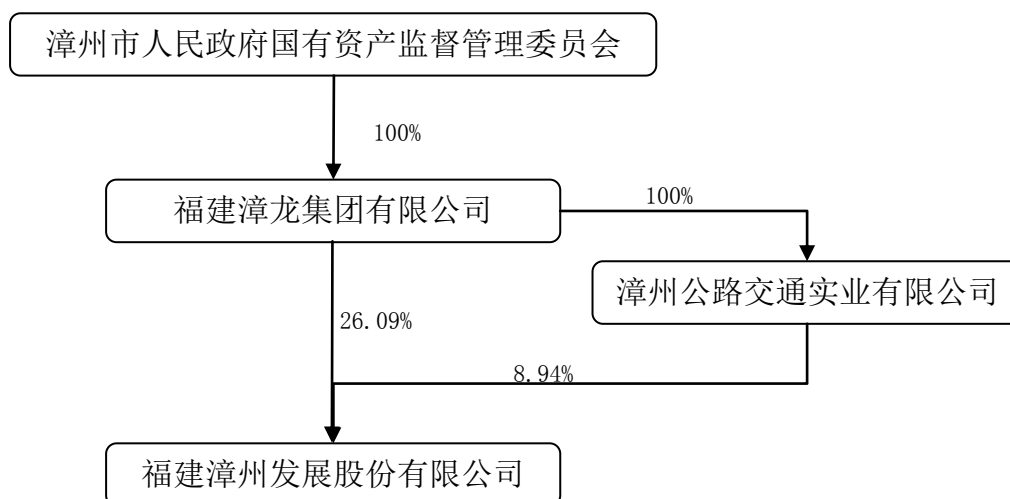 漳州市人民政府国有资产监督管理委员会
100%
福建漳龙集团有限公司
100%
漳州公路交通实业有限公司
26.09%
8.94%
福建漳州发展股份有限公司